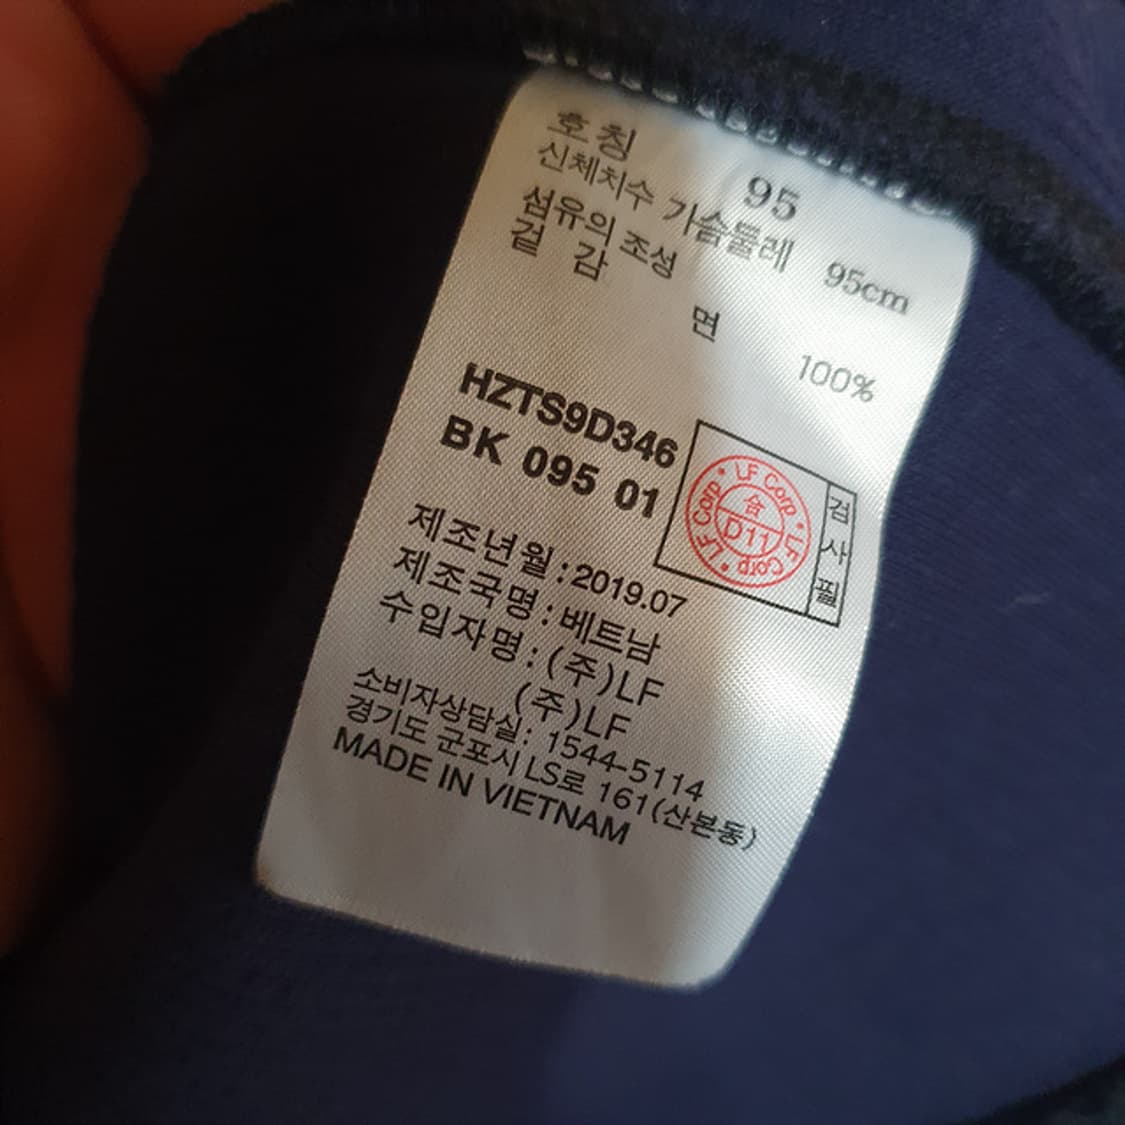 호칭 95
신체치수 가슴둘레 95cm
섬유의 조성
겉감 면 100%
HZTS9D346
BK 095 01
LF Corp · LF Corp · LF Corp ·
合
D11
검사필
제조년월:2019.07
제조국명:베트남
수입자명:(주)LF
(주)LF
소비자상담실: 1544-5114
경기도 군포시 LS로 161(산본동)
MADE IN VIETNAM